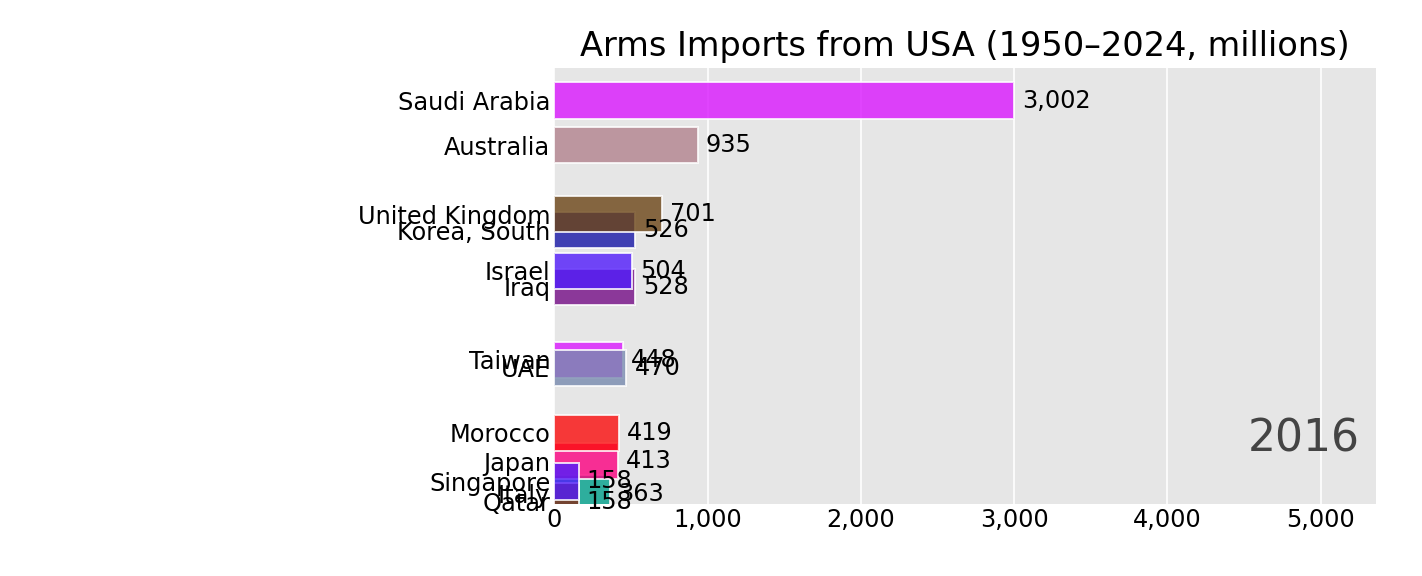 Arms Imports from USA (1950–2024, millions)
Saudi Arabia 3,002
Australia 935
United Kingdom 701
Korea, South 526
Israel 504
Iraq 528
Taiwan 448
UAE 470
Morocco 419
2016
Japan 413
Singapore 158
Italy 363
Qatar 158
0 1,000 2,000 3,000 4,000 5,000